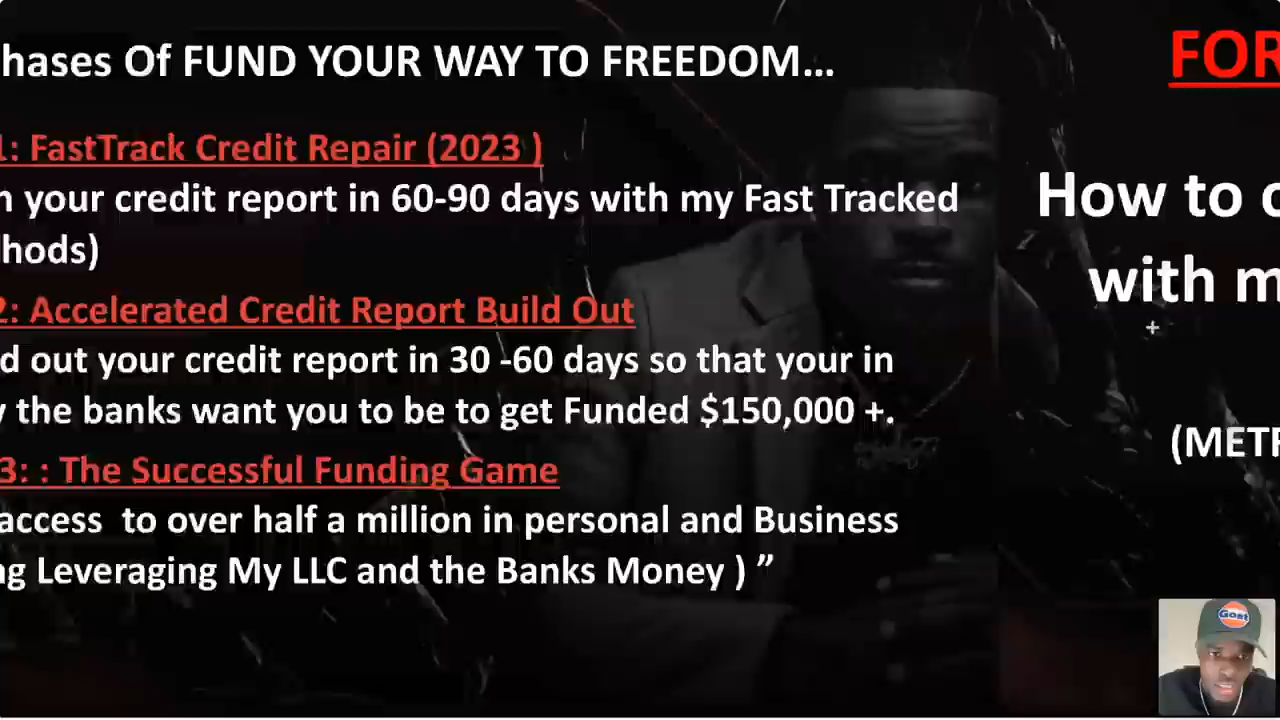 hases Of FUND YOUR WAY TO FREEDOM...
1: FastTrack Credit Repair (2023 )
n your credit report in 60-90 days with my Fast Tracked
hods)
2: Accelerated Credit Report Build Out
d out your credit report in 30 -60 days so that your in
y the banks want you to be to get Funded $150,000 +.
3: : The Successful Funding Game
access  to over half a million in personal and Business
ng Leveraging My LLC and the Banks Money ) ”
FOR
How to c
with m
(METR
Goat